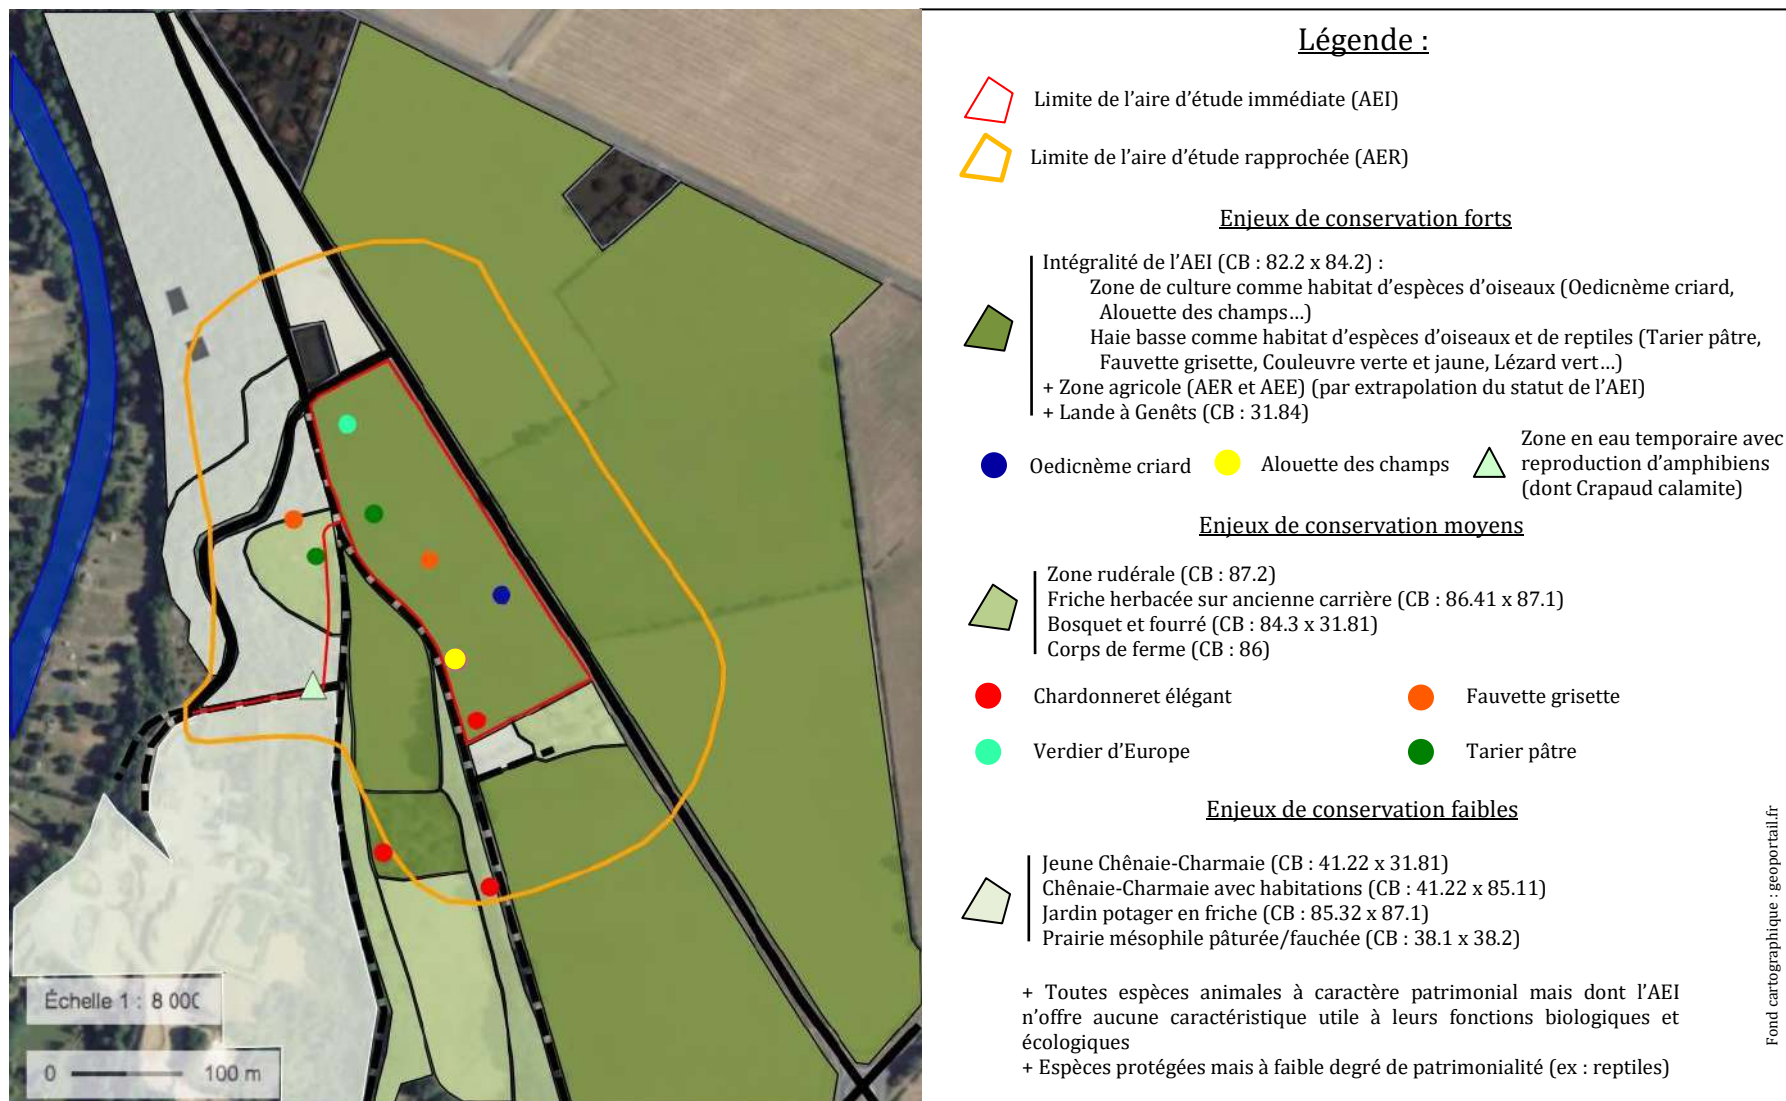 Légende :
Limite de l’aire d’étude immédiate (AEI)
Limite de l’aire d’étude rapprochée (AER)
Enjeux de conservation forts
Intégralité de l’AEI (CB : 82.2 x 84.2) :
Zone de culture comme habitat d’espèces d’oiseaux (Oedicnème criard,
Alouette des champs…)
Haie basse comme habitat d’espèces d’oiseaux et de reptiles (Tarier pâtre,
Fauvette grisette, Couleuvre verte et jaune, Lézard vert…)
+ Zone agricole (AER et AEE) (par extrapolation du statut de l’AEI)
+ Lande à Genêts (CB : 31.84)
Oedicnème criard
Alouette des champs
Zone en eau temporaire avec
reproduction d’amphibiens
(dont Crapaud calamite)
Enjeux de conservation moyens
Zone rudérale (CB : 87.2)
Friche herbacée sur ancienne carrière (CB : 86.41 x 87.1)
Bosquet et fourré (CB : 84.3 x 31.81)
Corps de ferme (CB : 86)
Chardonneret élégant
Fauvette grisette
Verdier d’Europe
Tarier pâtre
Enjeux de conservation faibles
Jeune Chênaie-Charmaie (CB : 41.22 x 31.81)
Chênaie-Charmaie avec habitations (CB : 41.22 x 85.11)
Jardin potager en friche (CB : 85.32 x 87.1)
Prairie mésophile pâturée/fauchée (CB : 38.1 x 38.2)
+ Toutes espèces animales à caractère patrimonial mais dont l’AEI
n’offre aucune caractéristique utile à leurs fonctions biologiques et
écologiques
+ Espèces protégées mais à faible degré de patrimonialité (ex : reptiles)
Fond cartographique : geoportail.fr
Échelle 1 : 8 000
0 100 m